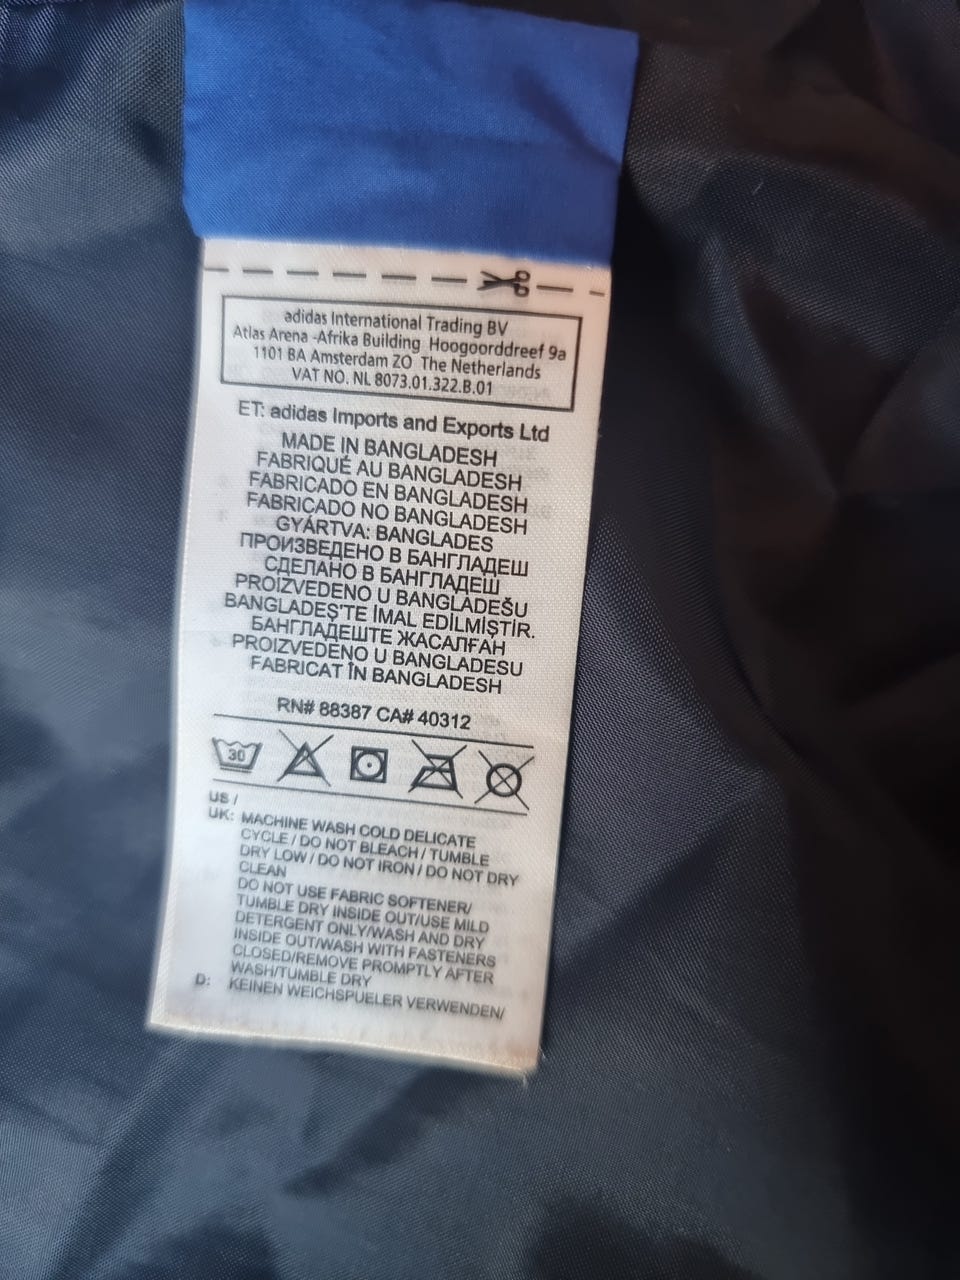 adidas International Trading BV
Atlas Arena -Afrika Building Hoogoorddreef 9a
1101 BA Amsterdam ZO The Netherlands
VAT NO. NL 8073.01.322.B.01
ET: adidas Imports and Exports Ltd
MADE IN BANGLADESH
FABRIQUÉ AU BANGLADESH
FABRICADO EN BANGLADESH
FABRICADO NO BANGLADESH
GYÁRTVA: BANGLADES
ПРОИЗВЕДЕНО В БАНГЛАДЕШ
СДЕЛАНО В БАНГЛАДЕШ
PROIZVEDENO U BANGLADEŠU
BANGLADEŞ'TE İMAL EDİLMİŞTİR.
БАНГЛАДЕШТЕ ЖАСАЛҒАН
PROIZVEDENO U BANGLADESU
FABRICAT ÎN BANGLADESH
RN# 88387 CA# 40312
30
US /
UK: MACHINE WASH COLD DELICATE
CYCLE / DO NOT BLEACH / TUMBLE
DRY LOW / DO NOT IRON / DO NOT DRY
CLEAN
DO NOT USE FABRIC SOFTENER/
TUMBLE DRY INSIDE OUT/USE MILD
DETERGENT ONLY/WASH AND DRY
INSIDE OUT/WASH WITH FASTENERS
CLOSED/REMOVE PROMPTLY AFTER
WASH/TUMBLE DRY
D: KEINEN WEICHSPUELER VERWENDEN/